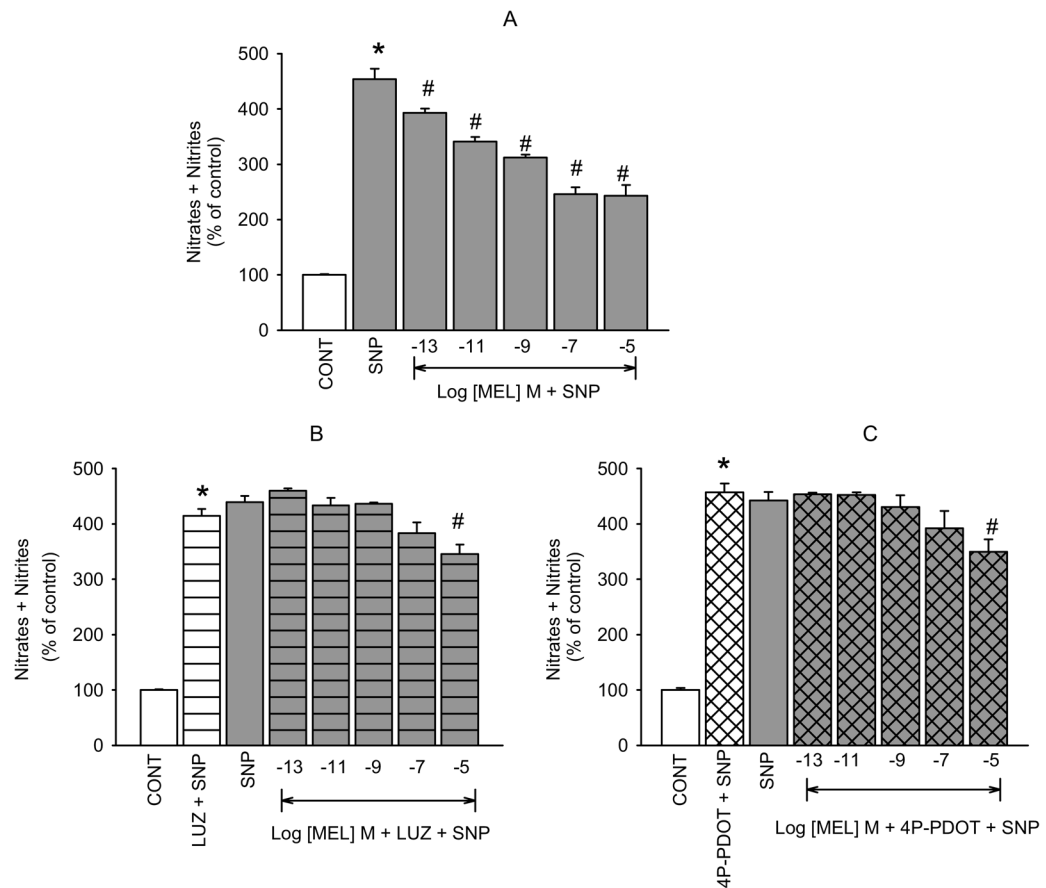 A
Nitrates + Nitrites
(% of control)
500
400
300
200
100
0
*
#
#
#
#
#
CONT
SNP
-13
-11
-9
-7
-5
Log [MEL] M + SNP
B
Nitrates + Nitrites
(% of control)
500
400
300
200
100
0
*
#
CONT
LUZ + SNP
SNP
-13
-11
-9
-7
-5
Log [MEL] M + LUZ + SNP
C
Nitrates + Nitrites
(% of control)
500
400
300
200
100
0
*
#
CONT
4P-PDOT + SNP
SNP
-13
-11
-9
-7
-5
Log [MEL] M + 4P-PDOT + SNP